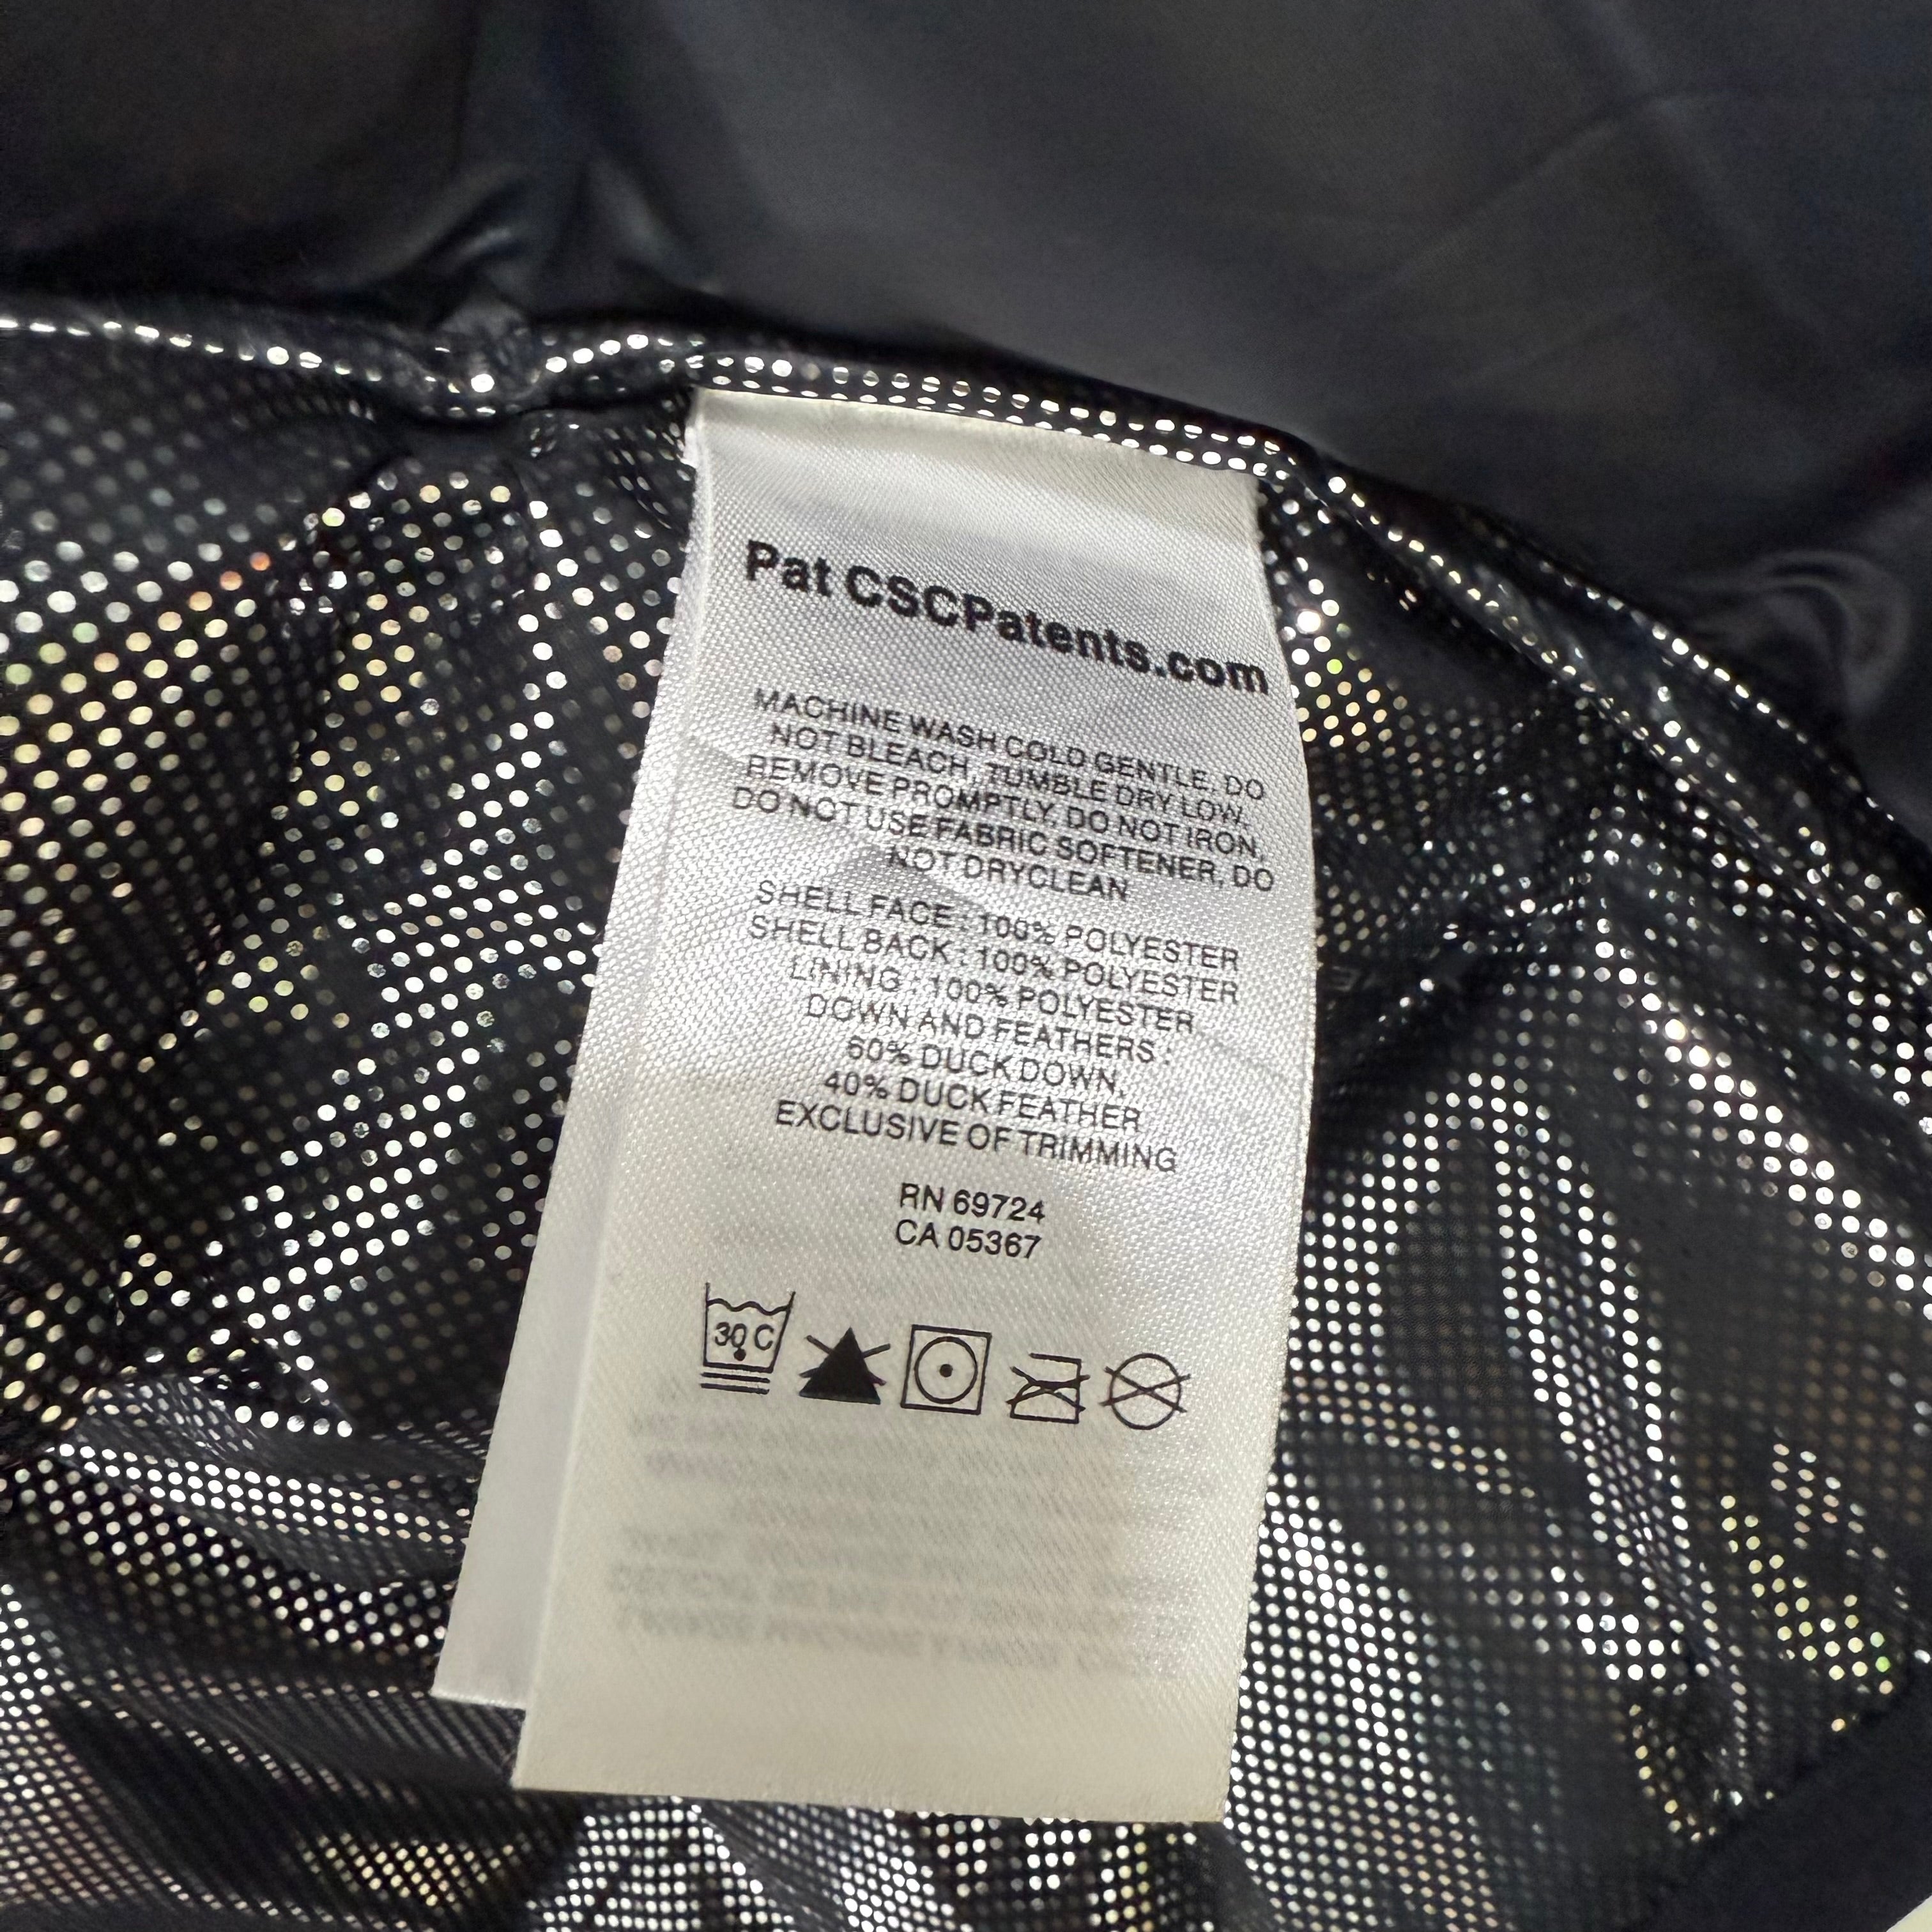 Pat CSCPatents.com
MACHINE WASH COLD GENTLE, DO
NOT BLEACH, TUMBLE DRY LOW,
REMOVE PROMPTLY, DO NOT IRON,
DO NOT USE FABRIC SOFTENER, DO
NOT DRYCLEAN
SHELL FACE : 100% POLYESTER
SHELL BACK : 100% POLYESTER
LINING : 100% POLYESTER
DOWN AND FEATHERS :
60% DUCK DOWN,
40% DUCK FEATHER
EXCLUSIVE OF TRIMMING
RN 69724
CA 05367
30 C